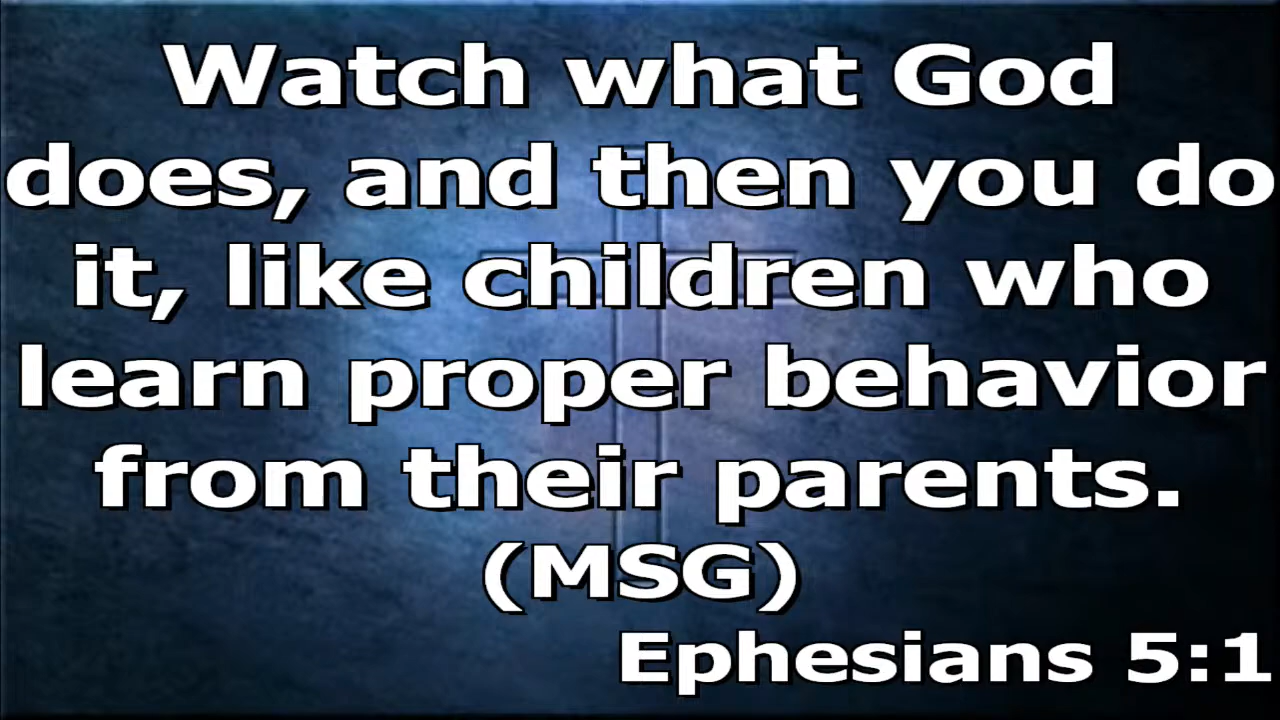 Watch what God
does, and then you do
it, like children who
learn proper behavior
from their parents.
(MSG)
Ephesians 5:1